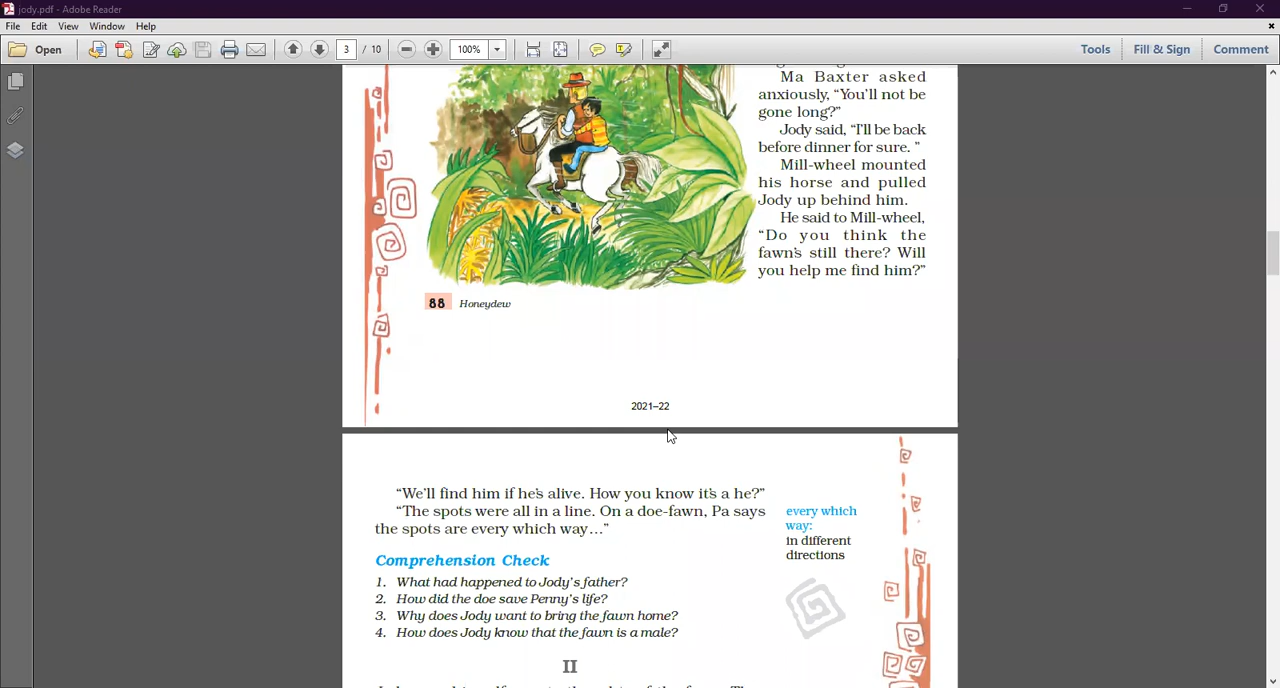 jody.pdf - Adobe Reader
File Edit View Window Help
Open 3 / 10 100% Tools Fill & Sign Comment
Ma Baxter asked
anxiously, “You’ll not be
gone long?”
Jody said, “I’ll be back
before dinner for sure. ”
Mill-wheel mounted
his horse and pulled
Jody up behind him.
He said to Mill-wheel,
“Do you think the
fawn’s still there? Will
you help me find him?”
88 Honeydew
2021–22
“We’ll find him if he’s alive. How you know it’s a he?”
“The spots were all in a line. On a doe-fawn, Pa says
the spots are every which way…”
every which
way:
in different
directions
Comprehension Check
1. What had happened to Jody’s father?
2. How did the doe save Penny’s life?
3. Why does Jody want to bring the fawn home?
4. How does Jody know that the fawn is a male?
II